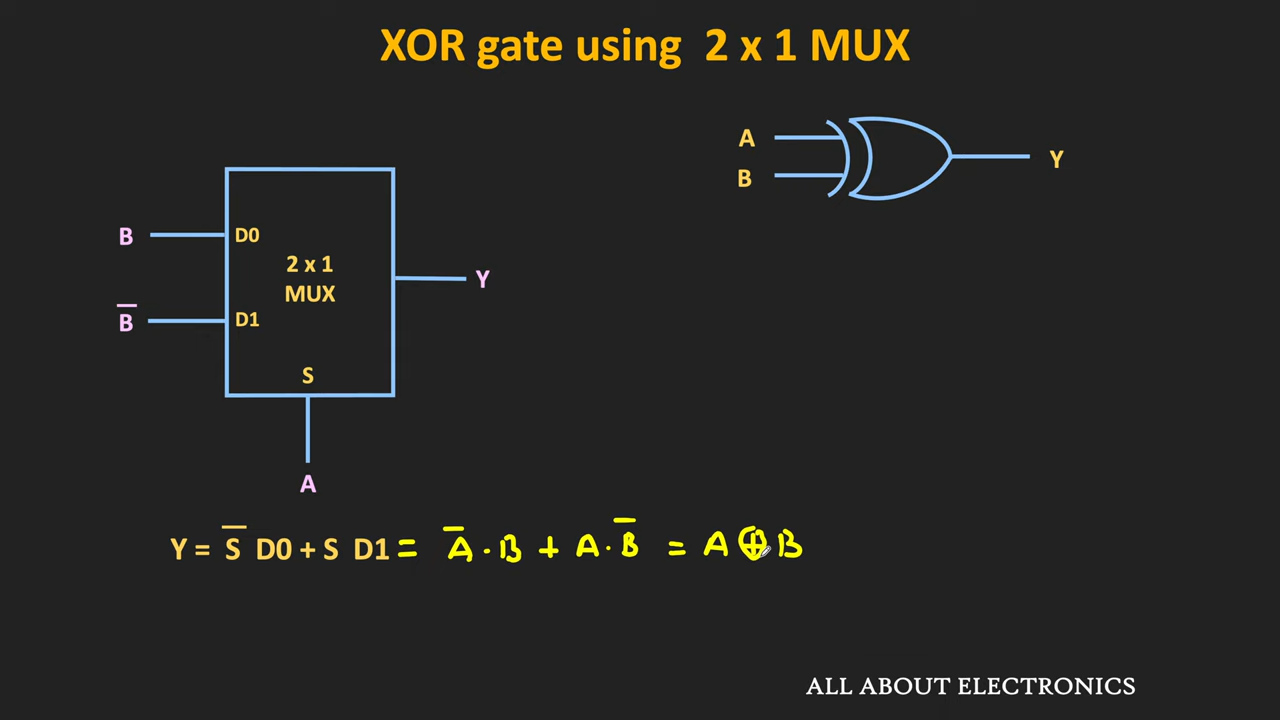 XOR gate using 2 x 1 MUX
A
B
Y
B
D0
2 x 1
MUX
Y
B̅
D1
S
A
Y = S̅ D0 + S D1 = A̅ · B + A · B̅ = A ⊕ B
ALL ABOUT ELECTRONICS